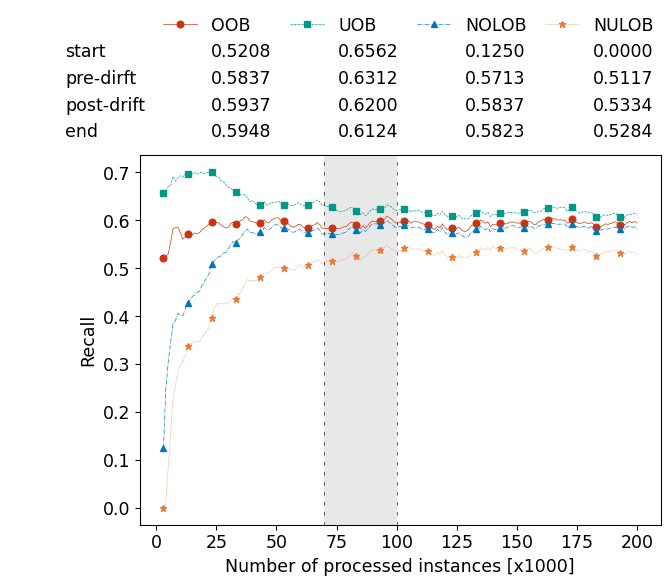 OOB UOB NOLOB NULOB
start 0.5208 0.6562 0.1250 0.0000
pre-dirft 0.5837 0.6312 0.5713 0.5117
post-drift 0.5937 0.6200 0.5837 0.5334
end 0.5948 0.6124 0.5823 0.5284
0.7
0.6
0.5
0.4
0.3
0.2
0.1
0.0
Recall
0 25 50 75 100 125 150 175 200
Number of processed instances [x1000]